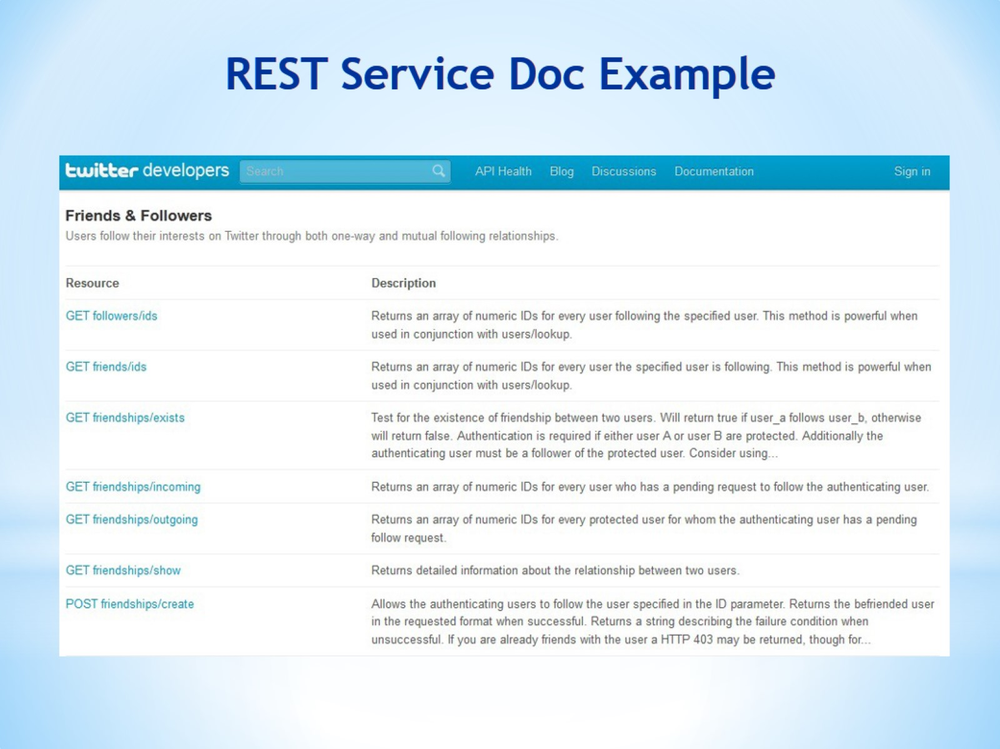 REST Service Doc Example
twitter developers Search API Health Blog Discussions Documentation Sign in
Friends & Followers
Users follow their interests on Twitter through both one-way and mutual following relationships.
Resource Description
GET followers/ids Returns an array of numeric IDs for every user following the specified user. This method is powerful when
used in conjunction with users/lookup.
GET friends/ids Returns an array of numeric IDs for every user the specified user is following. This method is powerful when
used in conjunction with users/lookup.
GET friendships/exists Test for the existence of friendship between two users. Will return true if user_a follows user_b, otherwise
will return false. Authentication is required if either user A or user B are protected. Additionally the
authenticating user must be a follower of the protected user. Consider using...
GET friendships/incoming Returns an array of numeric IDs for every user who has a pending request to follow the authenticating user.
GET friendships/outgoing Returns an array of numeric IDs for every protected user for whom the authenticating user has a pending
follow request.
GET friendships/show Returns detailed information about the relationship between two users.
POST friendships/create Allows the authenticating users to follow the user specified in the ID parameter. Returns the befriended user
in the requested format when successful. Returns a string describing the failure condition when
unsuccessful. If you are already friends with the user a HTTP 403 may be returned, though for...